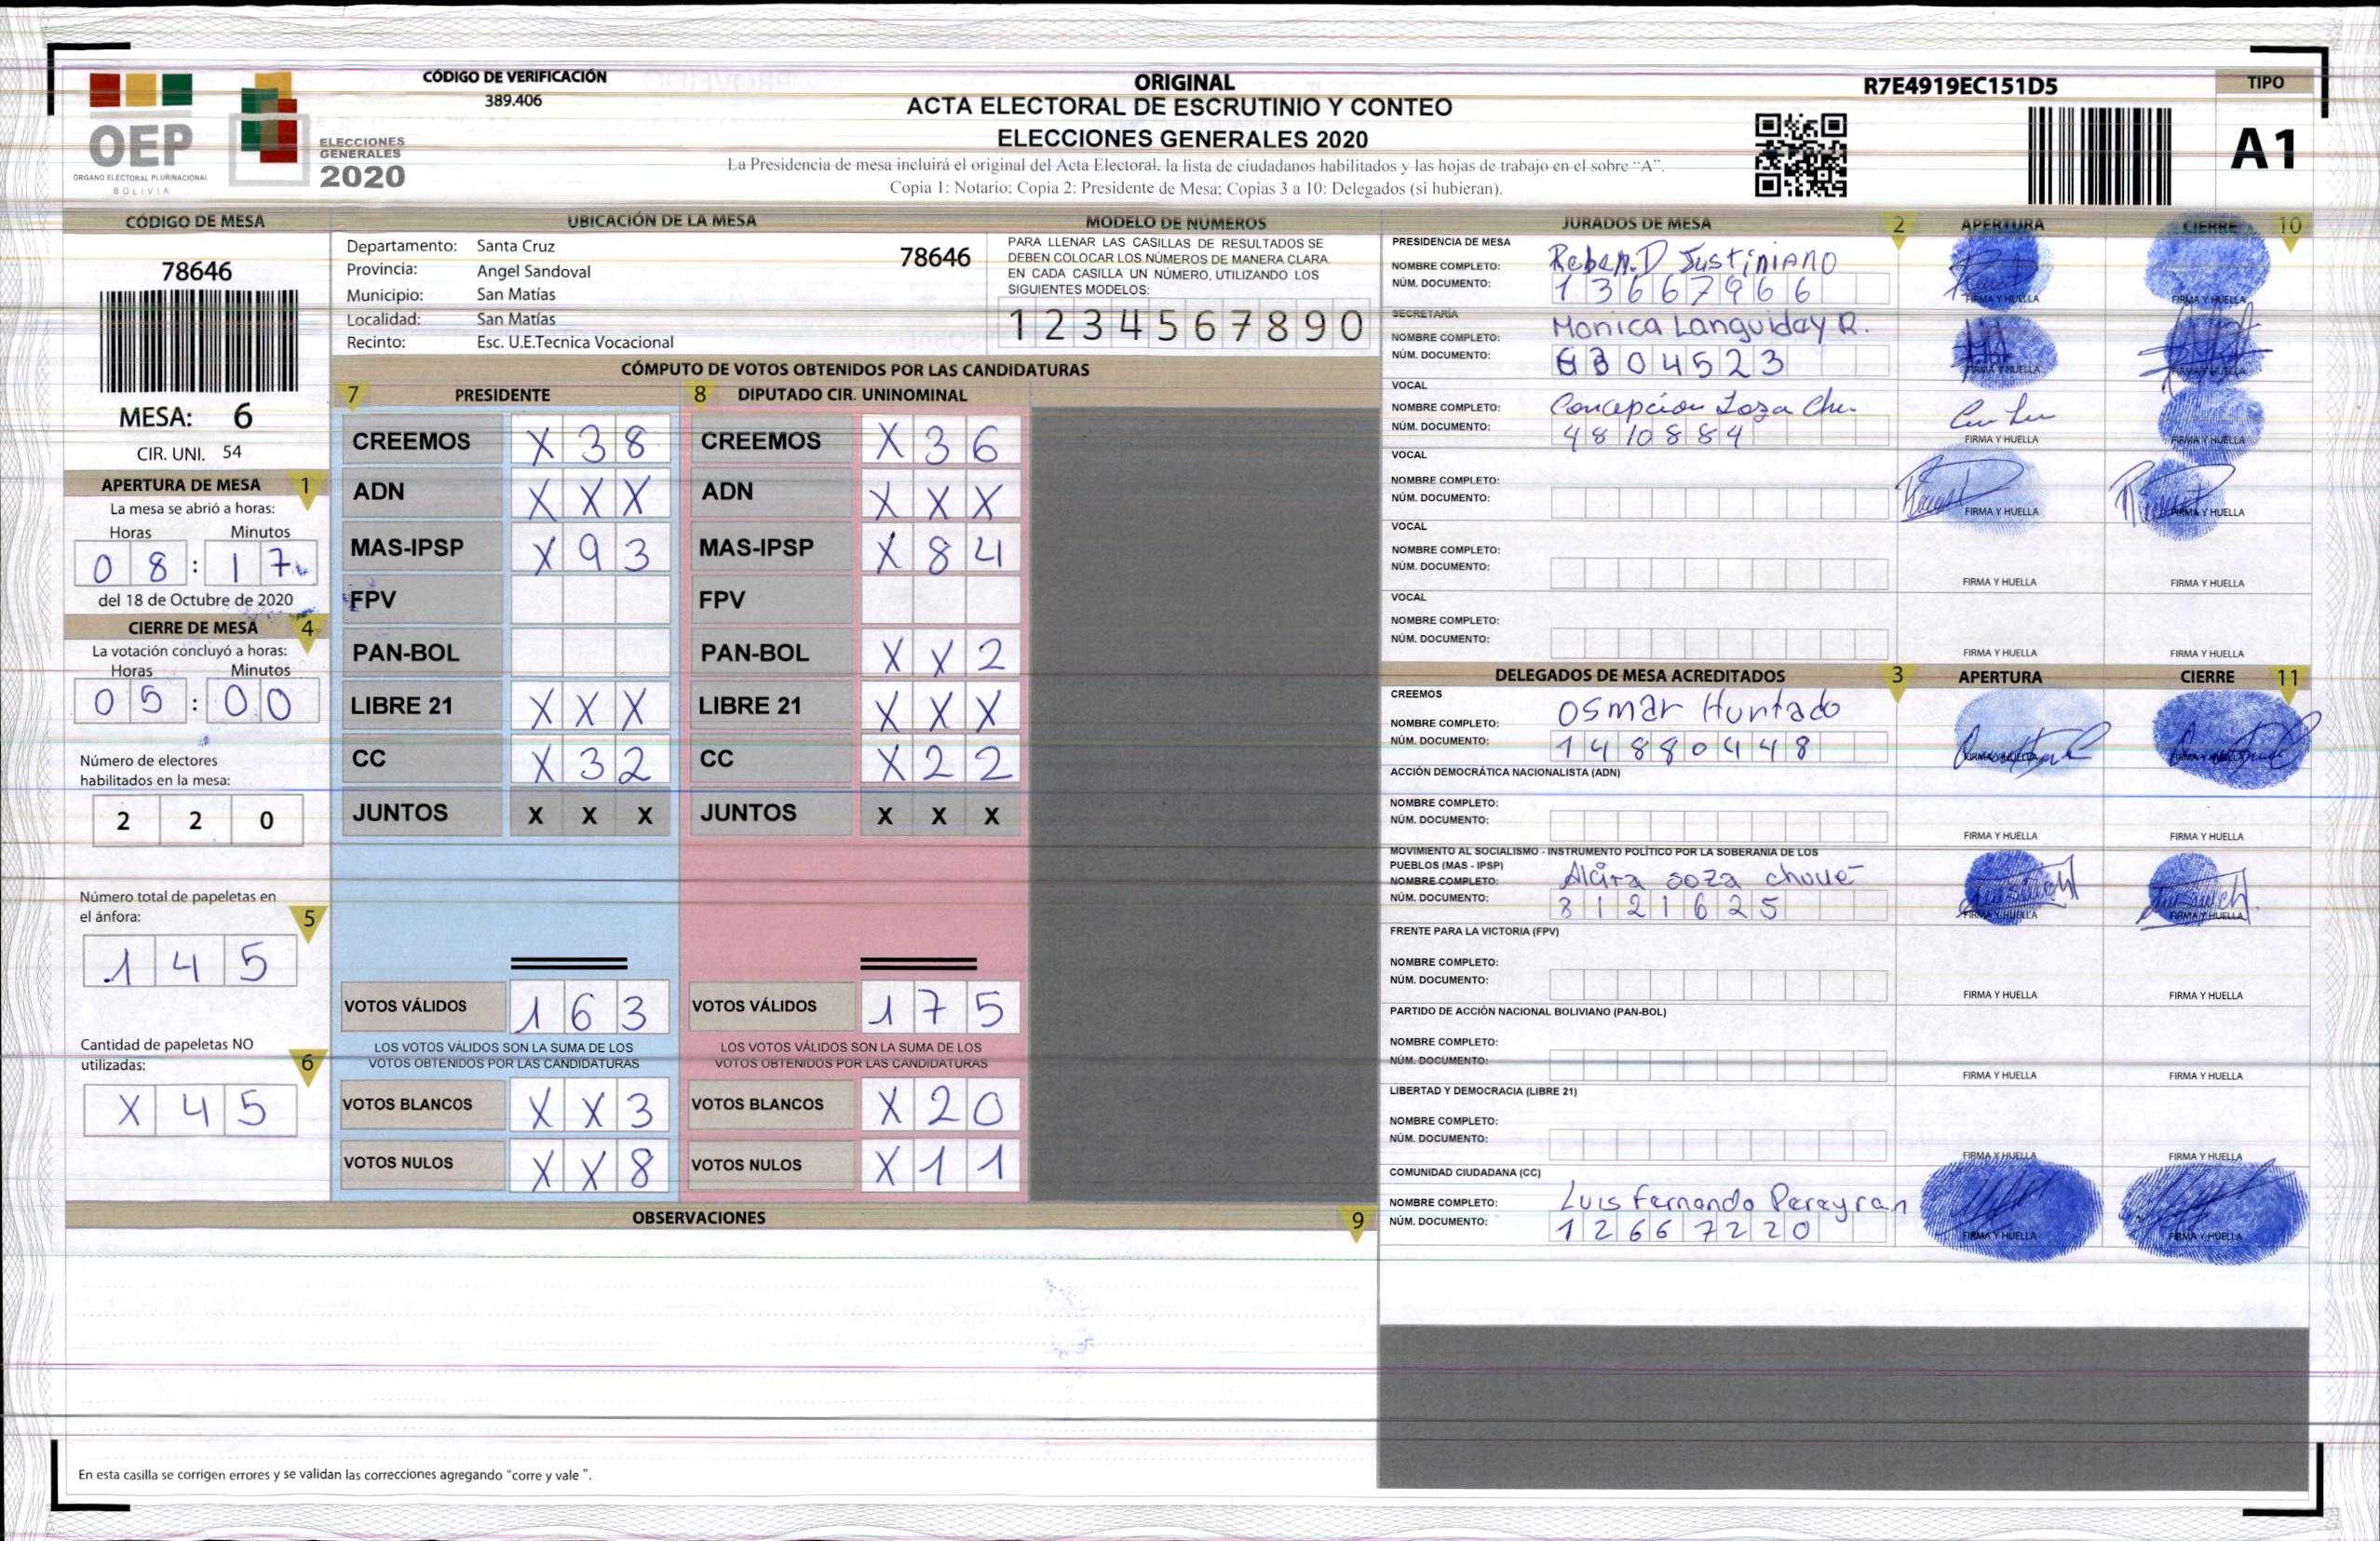 CÓDIGO DE VERIFICACIÓN
389.406
ORIGINAL
ACTA ELECTORAL DE ESCRUTINIO Y CONTEO
ELECCIONES GENERALES 2020
La Presidencia de mesa incluirá el original del Acta Electoral, la lista de ciudadanos habilitados y las hojas de trabajo en el sobre "A".
Copia 1: Notario; Copia 2: Presidente de Mesa; Copias 3 a 10: Delegados (si hubieran).
R7E4919EC151D5
TIPO
A1
OEP
ÓRGANO ELECTORAL PLURINACIONAL
BOLIVIA
ELECCIONES
GENERALES
2020
CÓDIGO DE MESA
78646
MESA: 6
CIR. UNI. 54
APERTURA DE MESA 1
La mesa se abrió a horas:
Horas Minutos
0 8 : 1 7
del 18 de Octubre de 2020
CIERRE DE MESA 4
La votación concluyó a horas:
Horas Minutos
0 5 : 0 0
Número de electores
habilitados en la mesa:
2 2 0
Número total de papeletas en
el ánfora: 5
1 4 5
Cantidad de papeletas NO
utilizadas: 6
X 4 5
UBICACIÓN DE LA MESA
Departamento: Santa Cruz
78646
Provincia: Angel Sandoval
Municipio: San Matías
Localidad: San Matías
Recinto: Esc. U.E.Tecnica Vocacional
MODELO DE NÚMEROS
PARA LLENAR LAS CASILLAS DE RESULTADOS SE
DEBEN COLOCAR LOS NÚMEROS DE MANERA CLARA.
EN CADA CASILLA UN NÚMERO, UTILIZANDO LOS
SIGUIENTES MODELOS:
1 2 3 4 5 6 7 8 9 0
CÓMPUTO DE VOTOS OBTENIDOS POR LAS CANDIDATURAS
7 PRESIDENTE 8 DIPUTADO CIR. UNINOMINAL
CREEMOS X 3 8 CREEMOS X 3 6
ADN X X X ADN X X X
MAS-IPSP X 9 3 MAS-IPSP X 8 4
FPV FPV
PAN-BOL PAN-BOL X X 2
LIBRE 21 X X X LIBRE 21 X X X
CC X 3 2 CC X 2 2
JUNTOS X X X JUNTOS X X X
VOTOS VÁLIDOS 1 6 3 VOTOS VÁLIDOS 1 7 5
LOS VOTOS VÁLIDOS SON LA SUMA DE LOS LOS VOTOS VÁLIDOS SON LA SUMA DE LOS
VOTOS OBTENIDOS POR LAS CANDIDATURAS VOTOS OBTENIDOS POR LAS CANDIDATURAS
VOTOS BLANCOS X X 3 VOTOS BLANCOS X 2 0
VOTOS NULOS X X 8 VOTOS NULOS X 1 1
OBSERVACIONES 9
En esta casilla se corrigen errores y se validan las correcciones agregando "corre y vale ".
JURADOS DE MESA 2 APERTURA CIERRE 10
PRESIDENCIA DE MESA
NOMBRE COMPLETO: D Justiniano
NÚM. DOCUMENTO: 1 3 6 6 7 9 6 6
FIRMA Y HUELLA FIRMA Y HUELLA
SECRETARÍA
NOMBRE COMPLETO: Monica Languiday R.
NÚM. DOCUMENTO: 6 3 0 4 5 2 3
FIRMA Y HUELLA FIRMA Y HUELLA
VOCAL
NOMBRE COMPLETO: Concepción Loza Chu.
NÚM. DOCUMENTO: 4 8 10 8 8 4
FIRMA Y HUELLA FIRMA Y HUELLA
VOCAL
NOMBRE COMPLETO:
NÚM. DOCUMENTO:
FIRMA Y HUELLA FIRMA Y HUELLA
VOCAL
NOMBRE COMPLETO:
NÚM. DOCUMENTO:
FIRMA Y HUELLA FIRMA Y HUELLA
VOCAL
NOMBRE COMPLETO:
NÚM. DOCUMENTO:
FIRMA Y HUELLA FIRMA Y HUELLA
DELEGADOS DE MESA ACREDITADOS 3 APERTURA CIERRE 11
CREEMOS
NOMBRE COMPLETO: Osmar Huntado
NÚM. DOCUMENTO: 1 4 8 8 0 4 4 8
ACCIÓN DEMOCRÁTICA NACIONALISTA (ADN)
NOMBRE COMPLETO:
NÚM. DOCUMENTO:
FIRMA Y HUELLA FIRMA Y HUELLA
MOVIMIENTO AL SOCIALISMO - INSTRUMENTO POLÍTICO POR LA SOBERANIA DE LOS
PUEBLOS (MAS - IPSP)
NOMBRE COMPLETO: Alcira soza choue
NÚM. DOCUMENTO: 8 1 2 1 6 2 5
FIRMA Y HUELLA FIRMA Y HUELLA
FRENTE PARA LA VICTORIA (FPV)
NOMBRE COMPLETO:
NÚM. DOCUMENTO:
FIRMA Y HUELLA FIRMA Y HUELLA
PARTIDO DE ACCIÓN NACIONAL BOLIVIANO (PAN-BOL)
NOMBRE COMPLETO:
NÚM. DOCUMENTO:
FIRMA Y HUELLA FIRMA Y HUELLA
LIBERTAD Y DEMOCRACIA (LIBRE 21)
NOMBRE COMPLETO:
NÚM. DOCUMENTO:
FIRMA Y HUELLA FIRMA Y HUELLA
COMUNIDAD CIUDADANA (CC)
NOMBRE COMPLETO: Luis Fernando Pereyran
NÚM. DOCUMENTO: 1 2 6 6 7 2 2 0
FIRMA Y HUELLA FIRMA Y HUELLA